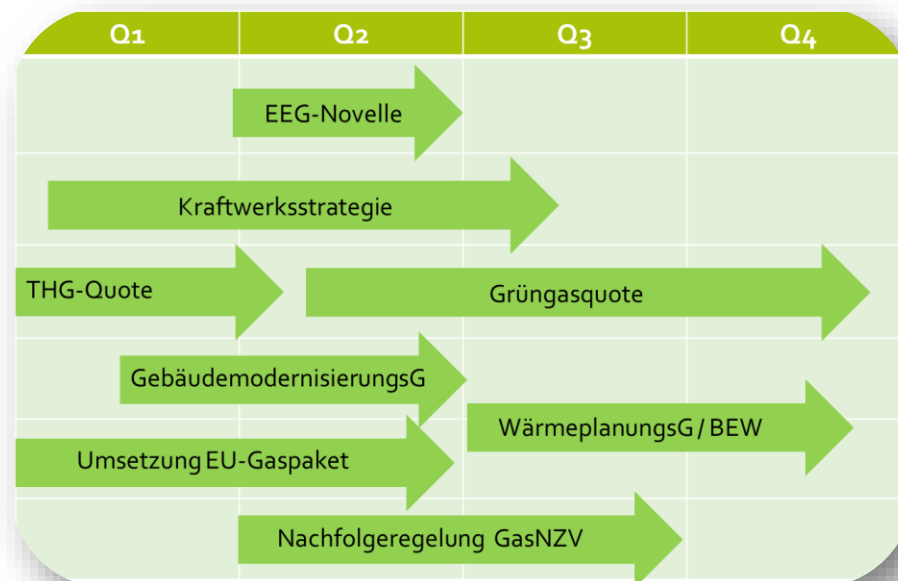 Q1 Q2 Q3 Q4
EEG-Novelle
Kraftwerksstrategie
THG-Quote
Grüngasquote
GebäudemodernisierungsG
WärmeplanungsG / BEW
Umsetzung EU-Gaspaket
Nachfolgeregelung GasNZV